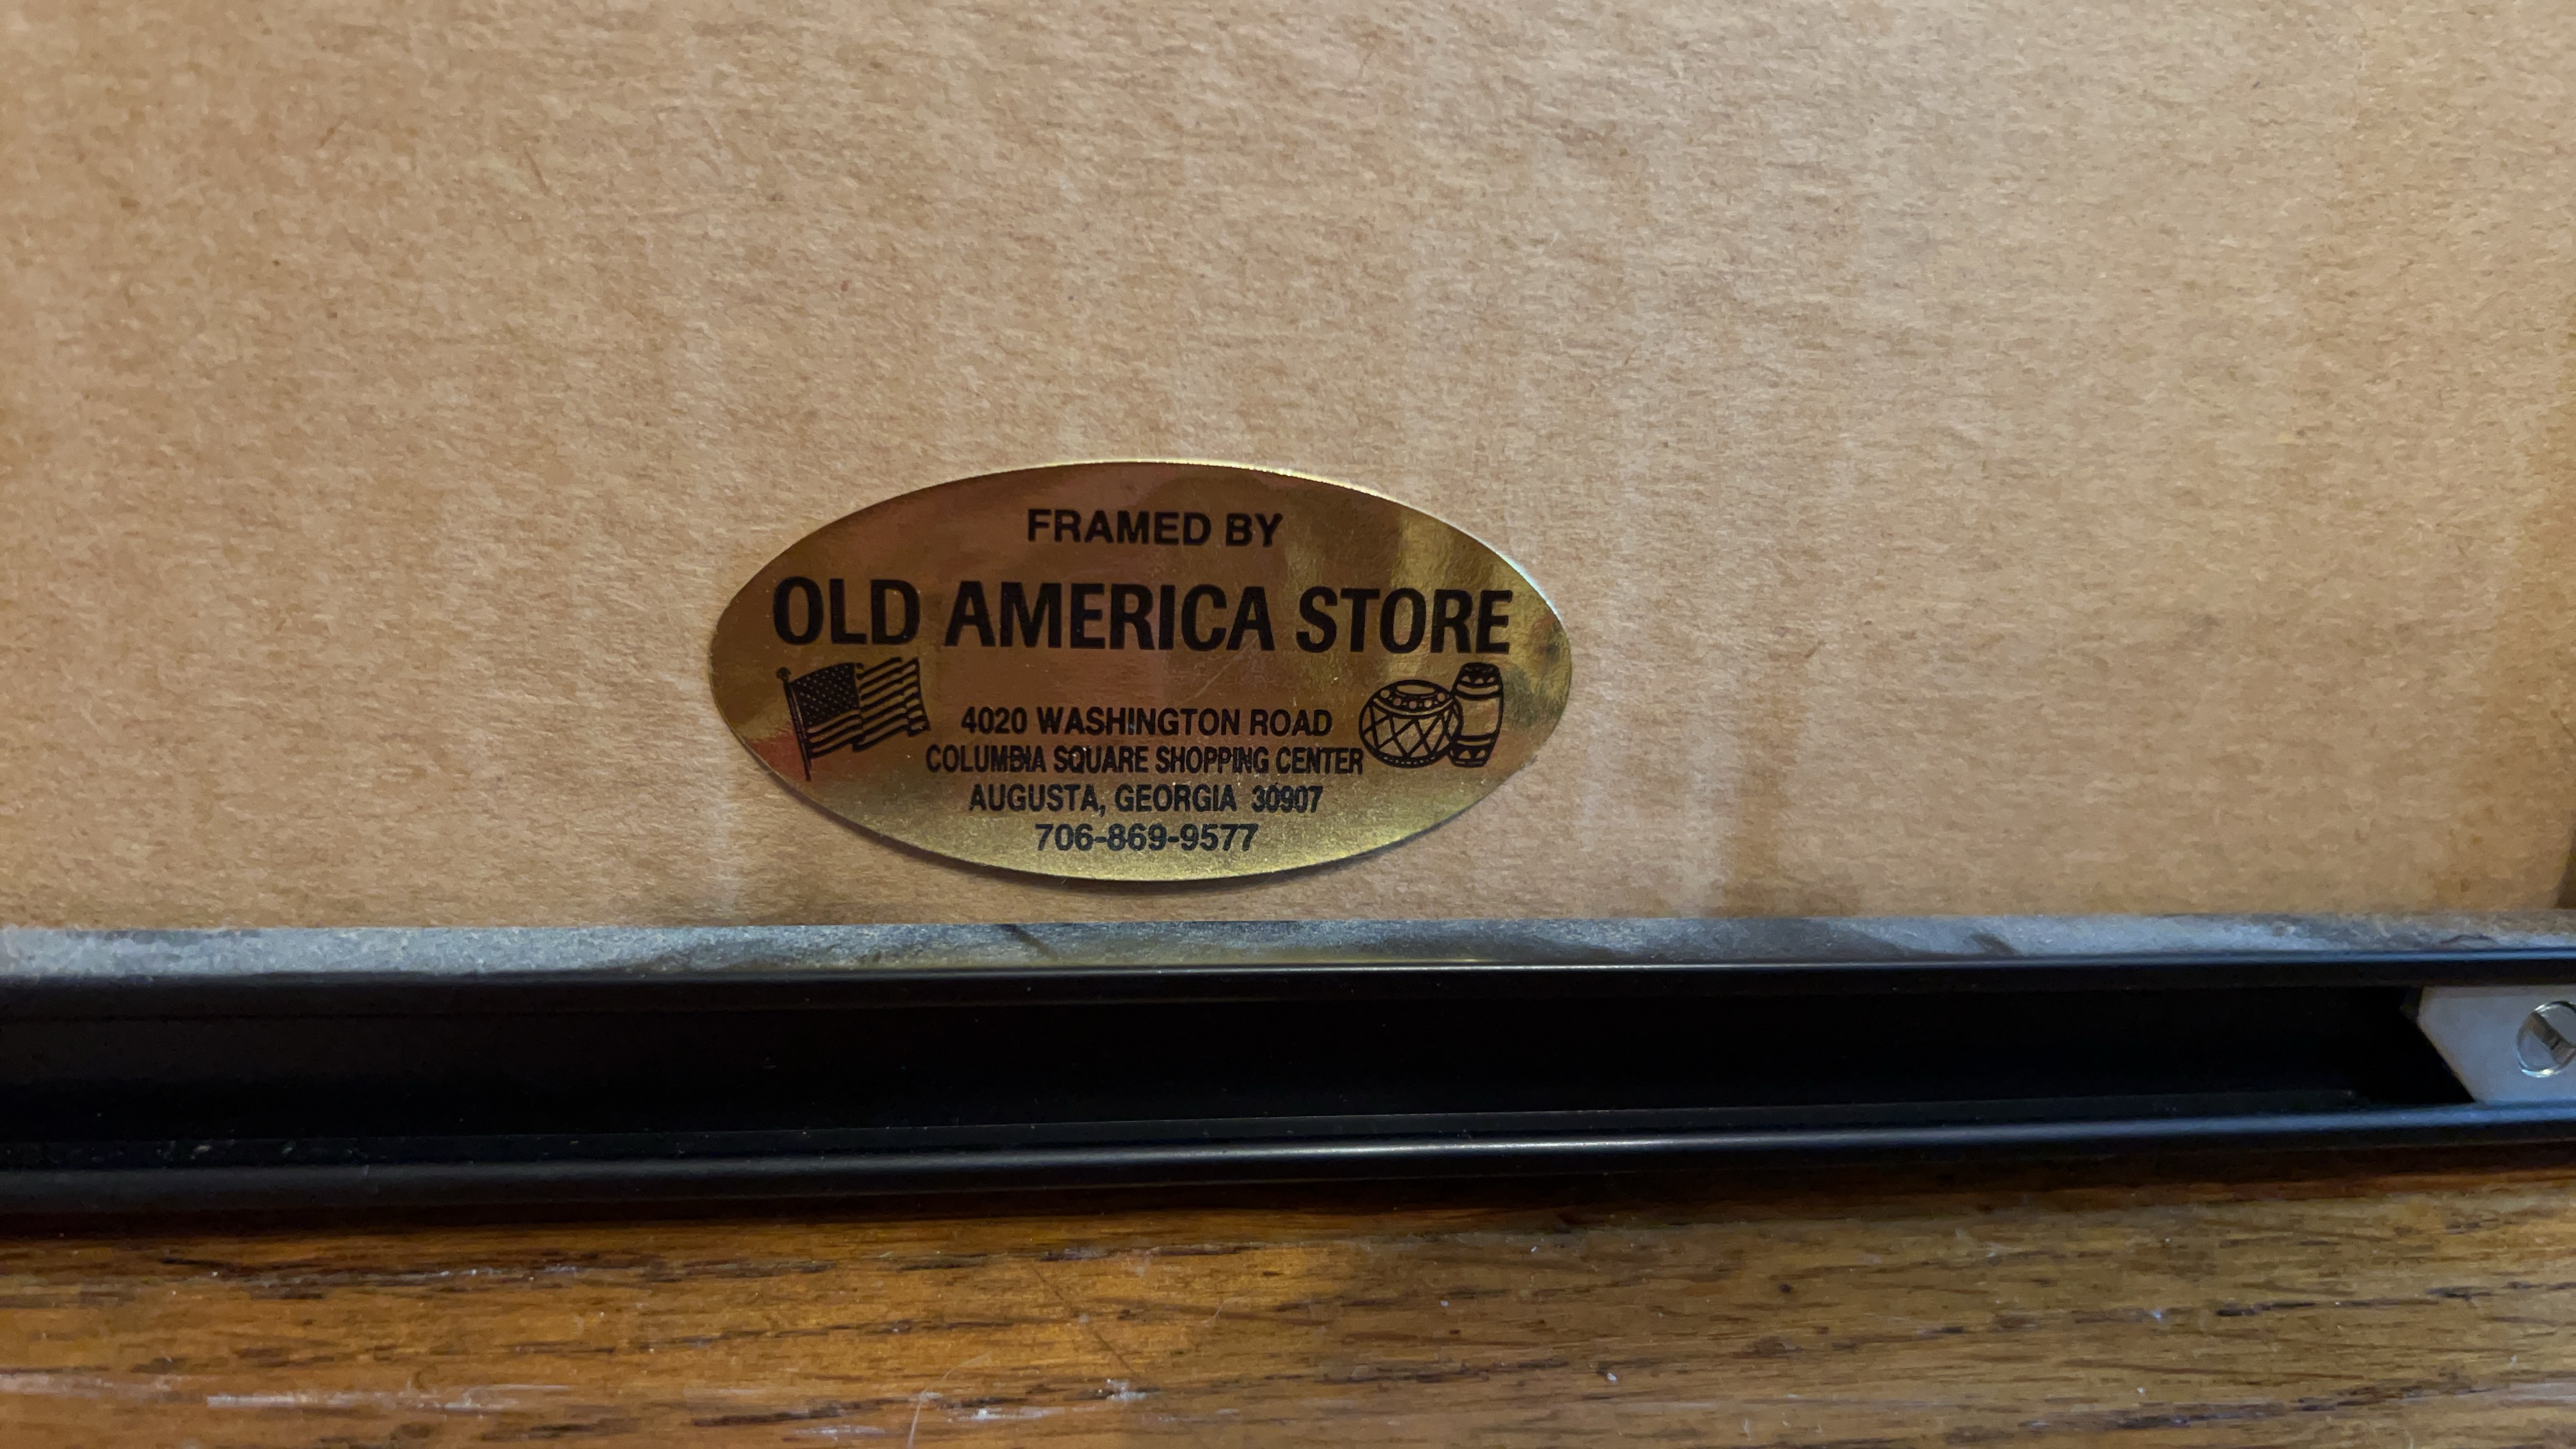 FRAMED BY
OLD AMERICA STORE
4020 WASHINGTON ROAD
COLUMBIA SQUARE SHOPPING CENTER
AUGUSTA, GEORGIA 30907
706-869-9577